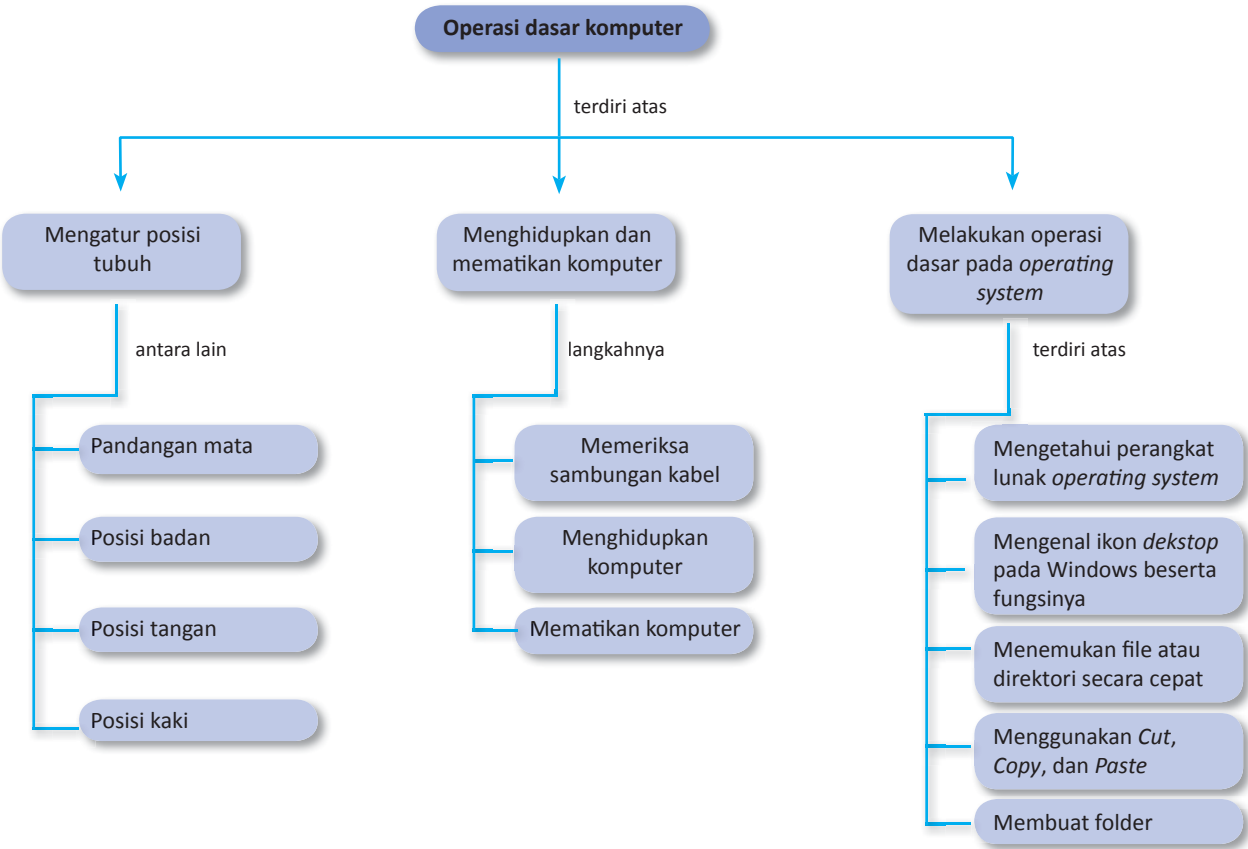 Operasi dasar komputer
terdiri atas
Mengatur posisi
tubuh
antara lain
Pandangan mata
Posisi badan
Posisi tangan
Posisi kaki
Menghidupkan dan
mematikan komputer
langkahnya
Memeriksa
sambungan kabel
Menghidupkan
komputer
Mematikan komputer
Melakukan operasi
dasar pada operating
system
terdiri atas
Mengetahui perangkat
lunak operating system
Mengenal ikon dekstop
pada Windows beserta
fungsinya
Menemukan file atau
direktori secara cepat
Menggunakan Cut,
Copy, dan Paste
Membuat folder